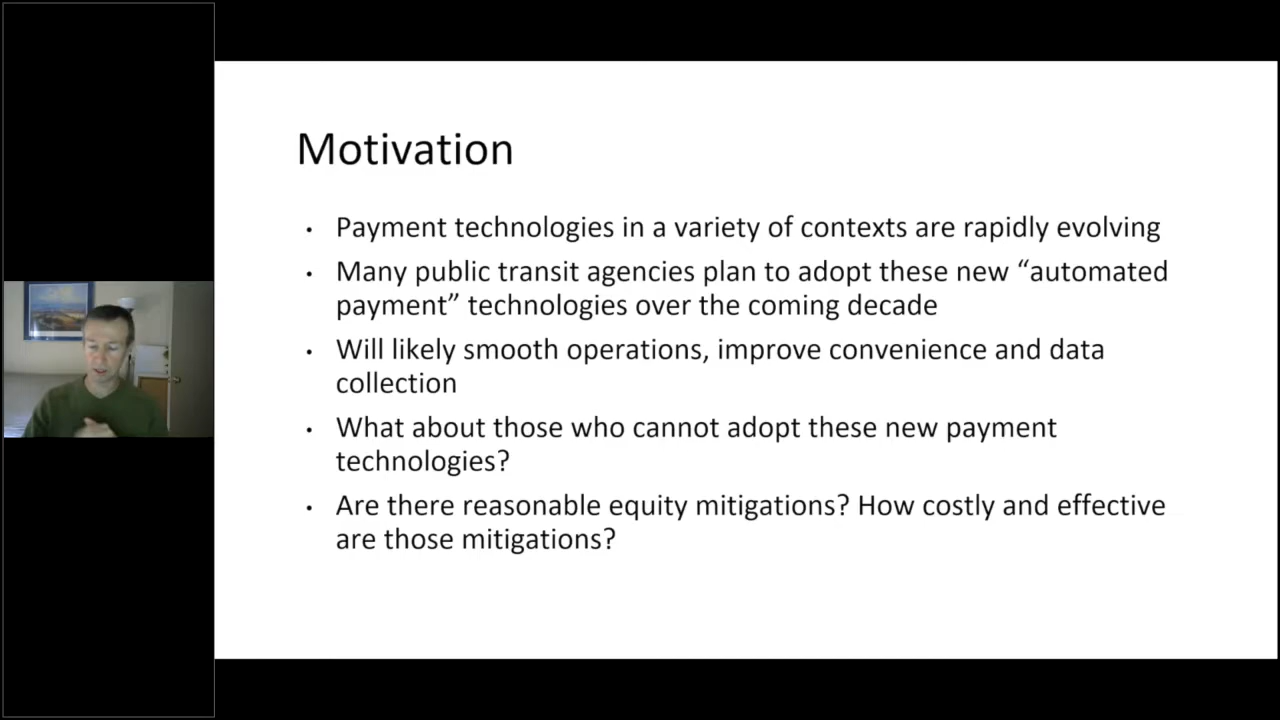 Motivation
• Payment technologies in a variety of contexts are rapidly evolving
• Many public transit agencies plan to adopt these new “automated
payment” technologies over the coming decade
• Will likely smooth operations, improve convenience and data
collection
• What about those who cannot adopt these new payment
technologies?
• Are there reasonable equity mitigations? How costly and effective
are those mitigations?